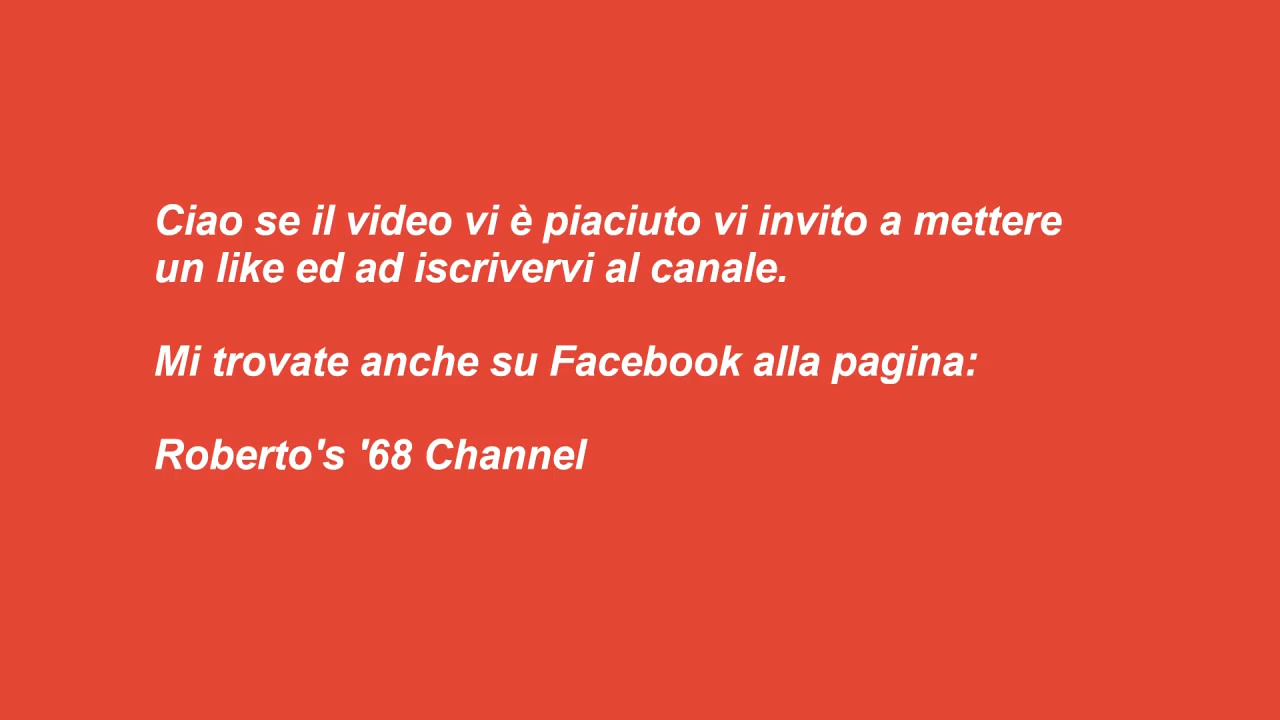 Ciao se il video vi è piaciuto vi invito a mettere
un like ed ad iscrivervi al canale.
Mi trovate anche su Facebook alla pagina:
Roberto's '68 Channel